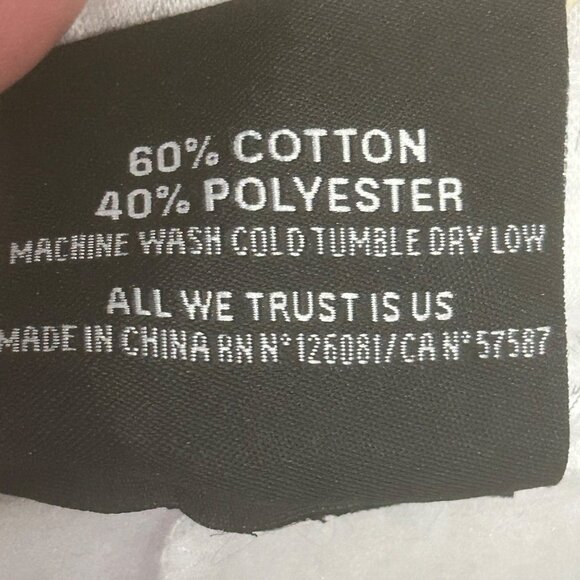 60% COTTON
40% POLYESTER
MACHINE WASH COLD TUMBLE DRY LOW
ALL WE TRUST IS US
MADE IN CHINA RN N° 126081/CA N° 57587